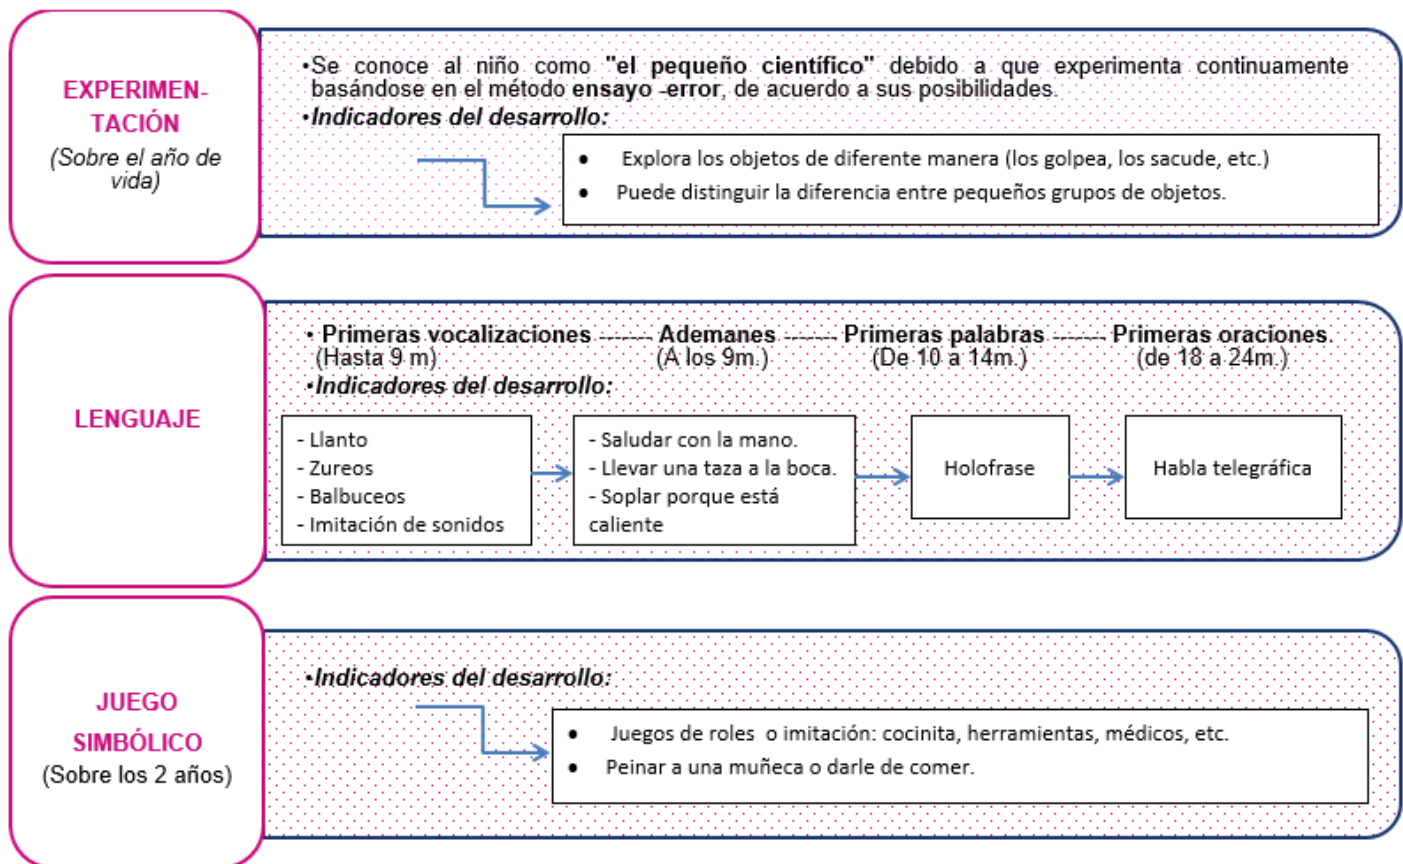 EXPERIMEN-
TACIÓN
(Sobre el año de
vida)
•Se conoce al niño como "el pequeño científico" debido a que experimenta continuamente
basándose en el método ensayo -error, de acuerdo a sus posibilidades.
•Indicadores del desarrollo:
• Explora los objetos de diferente manera (los golpea, los sacude, etc.)
• Puede distinguir la diferencia entre pequeños grupos de objetos.
LENGUAJE
• Primeras vocalizaciones ------- Ademanes ------- Primeras palabras ------- Primeras oraciones.
(Hasta 9 m) (A los 9m.) (De 10 a 14m.) (de 18 a 24m.)
•Indicadores del desarrollo:
- Llanto
- Zureos
- Balbuceos
- Imitación de sonidos
- Saludar con la mano.
- Llevar una taza a la boca.
- Soplar porque está
caliente
Holofrase
Habla telegráfica
JUEGO
SIMBÓLICO
(Sobre los 2 años)
•Indicadores del desarrollo:
• Juegos de roles o imitación: cocinita, herramientas, médicos, etc.
• Peinar a una muñeca o darle de comer.